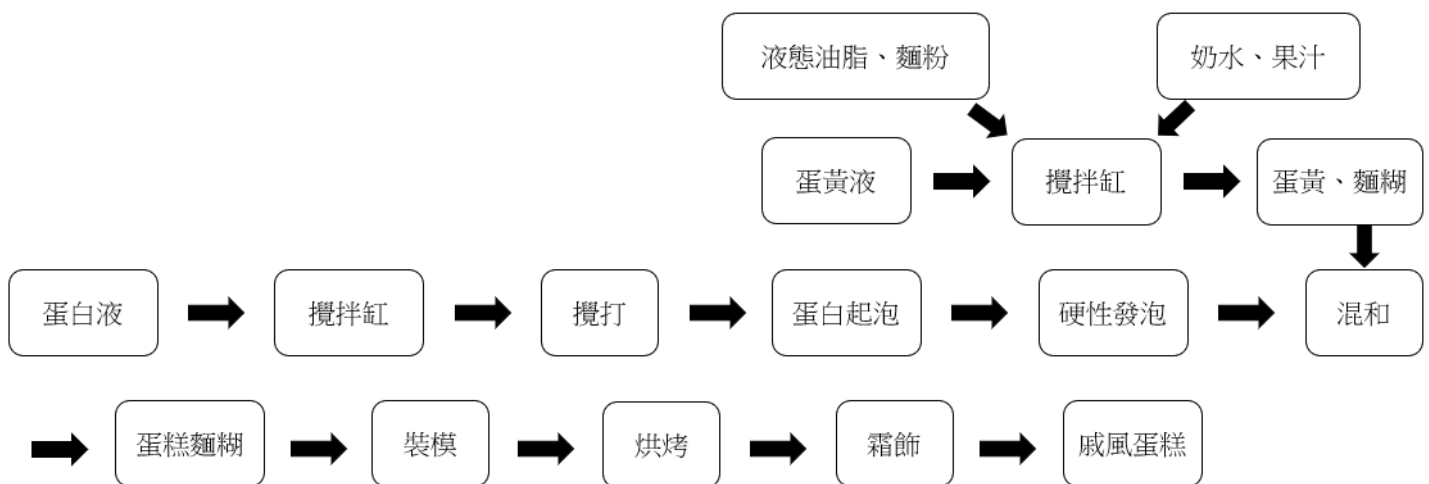 液態油脂、麵粉
奶水、果汁
蛋黃液
攪拌缸
蛋黃、麵糊
蛋白液
攪拌缸
攪打
蛋白起泡
硬性發泡
混和
蛋糕麵糊
裝模
烘烤
霜飾
戚風蛋糕